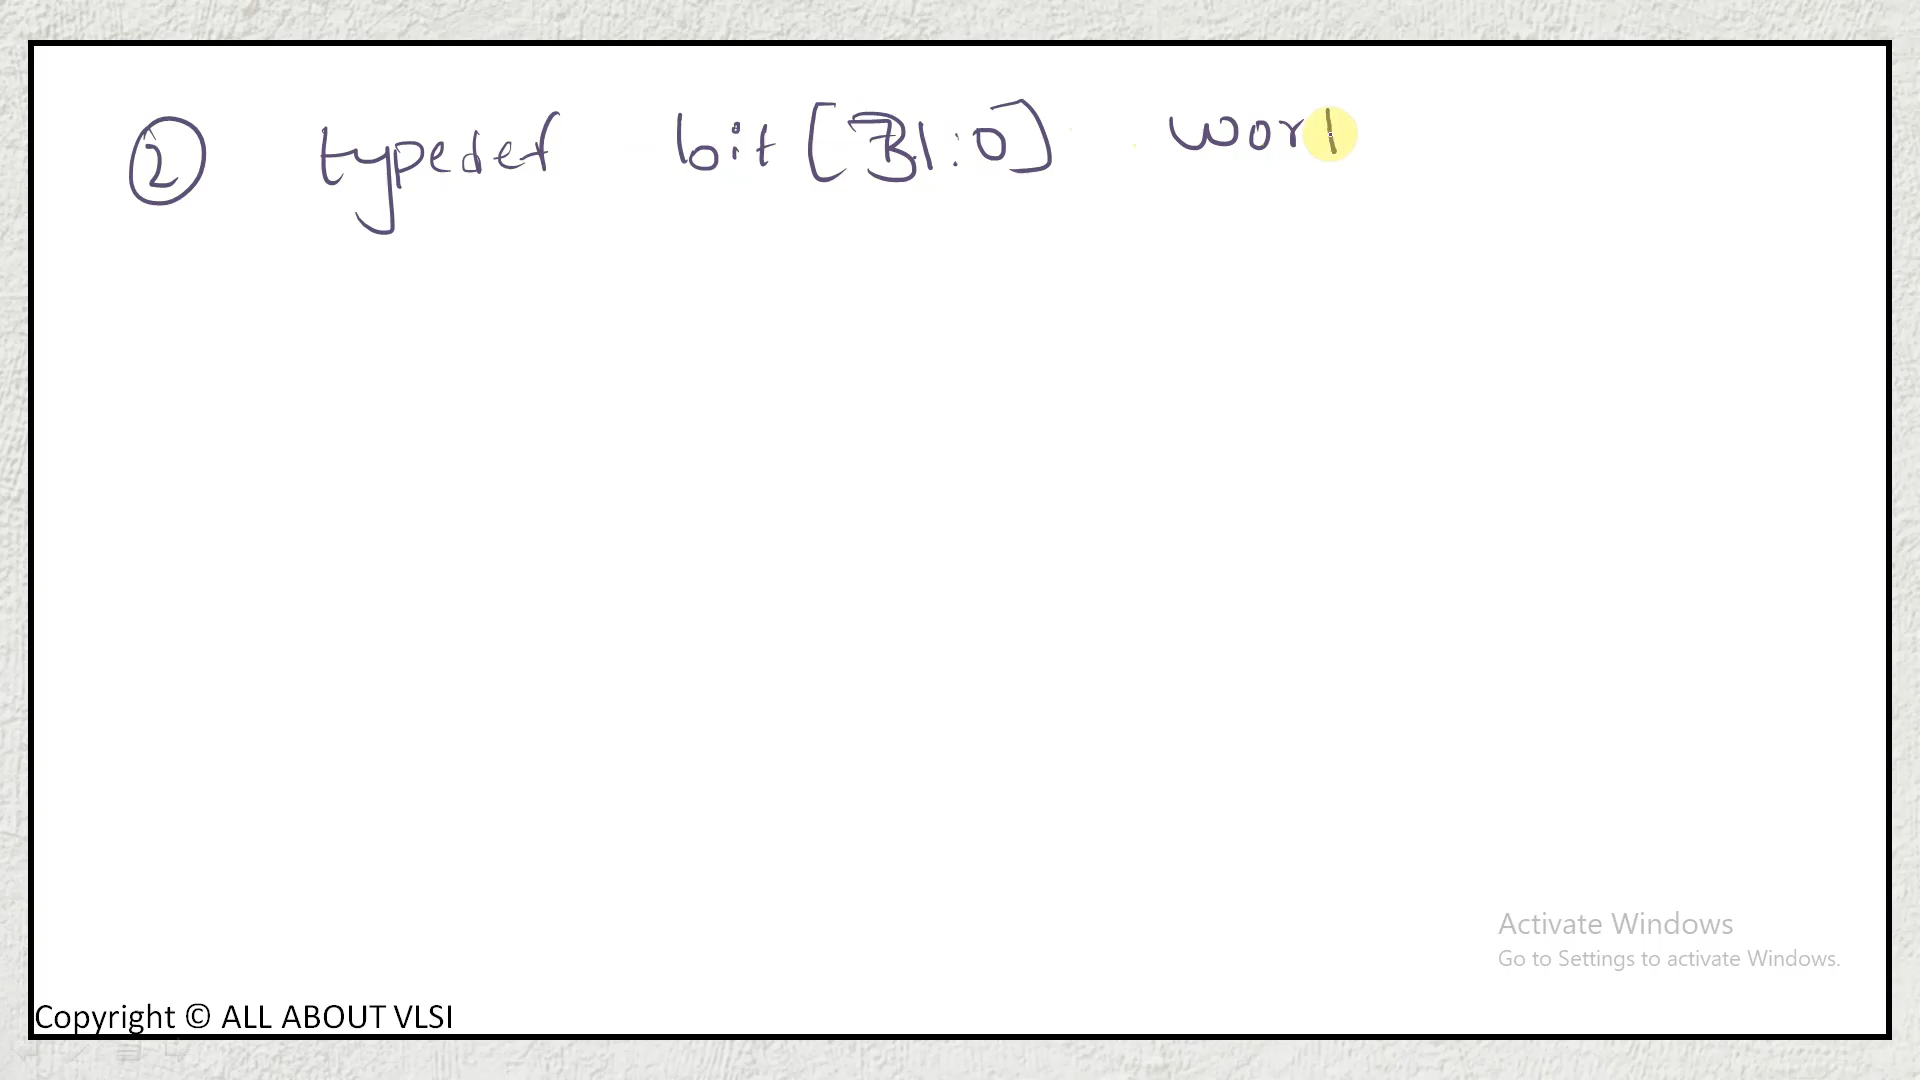 ② typedef bit [31:0] wor
Activate Windows
Go to Settings to activate Windows.
Copyright © ALL ABOUT VLSI